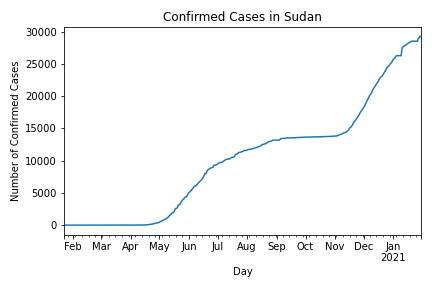 Confirmed Cases in Sudan
Number of Confirmed Cases
30000
25000
20000
15000
10000
5000
0
Feb Mar Apr May Jun Jul Aug Sep Oct Nov Dec Jan
2021
Day